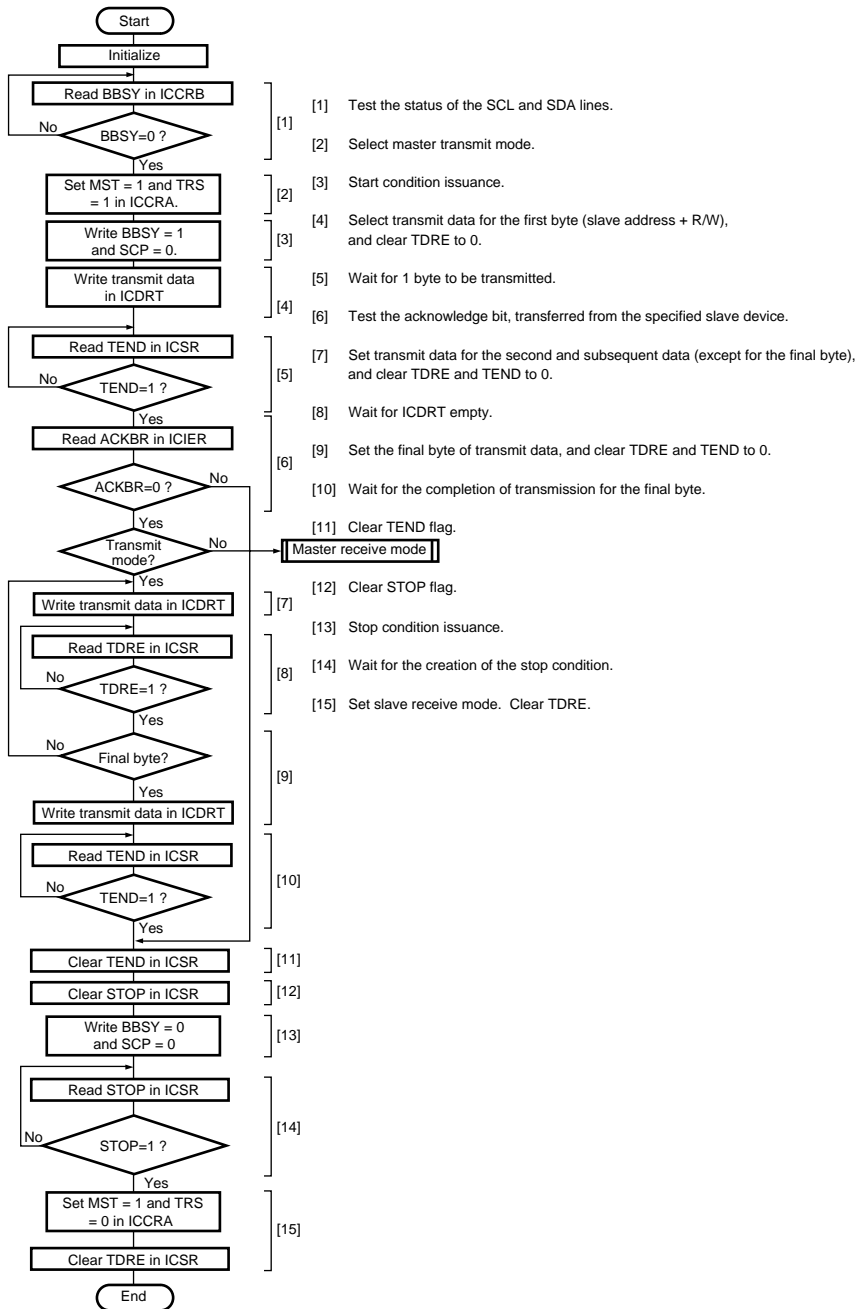 Start
Initialize
Read BBSY in ICCRB
No
BBSY=0 ?
[1]
Yes
Set MST = 1 and TRS
= 1 in ICCRA.
[2]
Write BBSY = 1
and SCP = 0.
[3]
Write transmit data
in ICDRT
[4]
Read TEND in ICSR
No
TEND=1 ?
[5]
Yes
Read ACKBR in ICIER
[6]
No
ACKBR=0 ?
Yes
Transmit
mode?
No
Master receive mode
Yes
Write transmit data in ICDRT
[7]
Read TDRE in ICSR
No
TDRE=1 ?
[8]
Yes
No
Final byte?
[9]
Yes
Write transmit data in ICDRT
Read TEND in ICSR
No
TEND=1 ?
[10]
Yes
Clear TEND in ICSR
[11]
Clear STOP in ICSR
[12]
Write BBSY = 0
and SCP = 0
[13]
Read STOP in ICSR
No
STOP=1 ?
[14]
Yes
Set MST = 1 and TRS
= 0 in ICCRA
[15]
Clear TDRE in ICSR
End
[1] Test the status of the SCL and SDA lines.
[2] Select master transmit mode.
[3] Start condition issuance.
[4] Select transmit data for the first byte (slave address + R/W),
and clear TDRE to 0.
[5] Wait for 1 byte to be transmitted.
[6] Test the acknowledge bit, transferred from the specified slave device.
[7] Set transmit data for the second and subsequent data (except for the final byte),
and clear TDRE and TEND to 0.
[8] Wait for ICDRT empty.
[9] Set the final byte of transmit data, and clear TDRE and TEND to 0.
[10] Wait for the completion of transmission for the final byte.
[11] Clear TEND flag.
[12] Clear STOP flag.
[13] Stop condition issuance.
[14] Wait for the creation of the stop condition.
[15] Set slave receive mode. Clear TDRE.